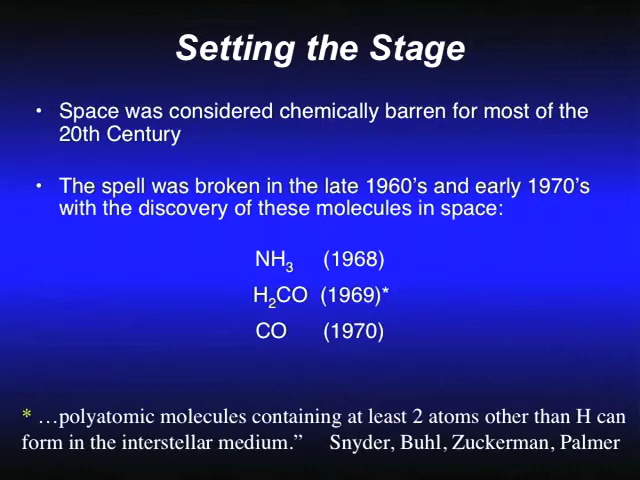 Setting the Stage
• Space was considered chemically barren for most of the
20th Century
• The spell was broken in the late 1960's and early 1970's
with the discovery of these molecules in space:
NH₃ (1968)
H₂CO (1969)*
CO (1970)
* …polyatomic molecules containing at least 2 atoms other than H can
form in the interstellar medium.” Snyder, Buhl, Zuckerman, Palmer